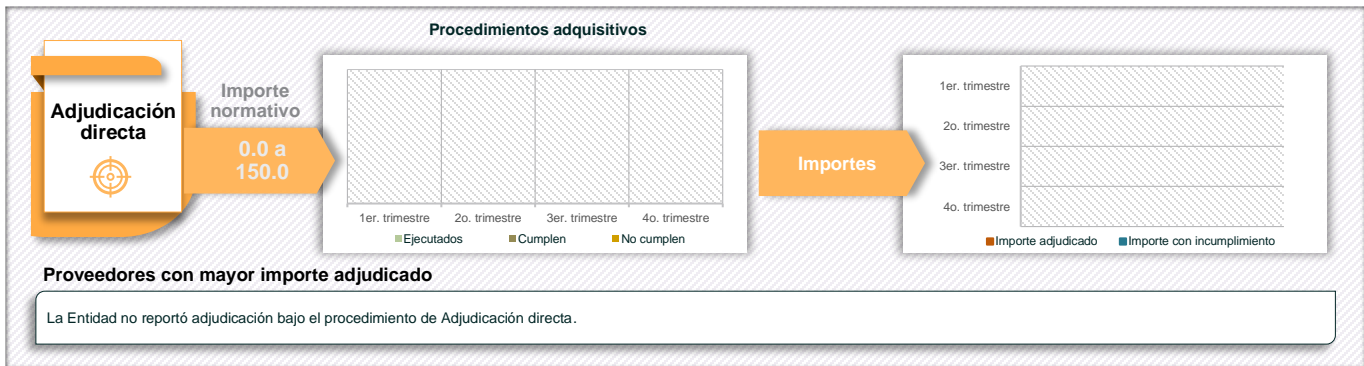 Procedimientos adquisitivos
Adjudicación
directa
Importe
normativo
0.0 a
150.0
1er. trimestre
2o. trimestre
3er. trimestre
4o. trimestre
Ejecutados
Cumplen
No cumplen
Importes
1er. trimestre
2o. trimestre
3er. trimestre
4o. trimestre
Importe adjudicado
Importe con incumplimiento
Proveedores con mayor importe adjudicado
La Entidad no reportó adjudicación bajo el procedimiento de Adjudicación directa.